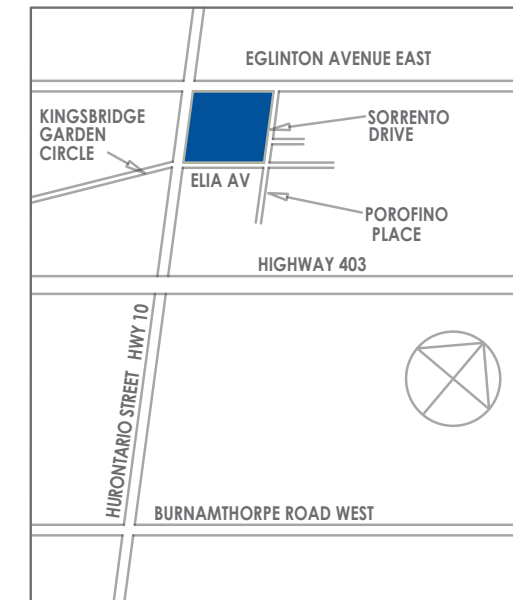 EGLINTON AVENUE EAST
KINGSBRIDGE
GARDEN
CIRCLE
SORRENTO
DRIVE
ELIA AV
POROFINO
PLACE
HIGHWAY 403
HURONTARIO STREET HWY 10
BURNAMTHORPE ROAD WEST